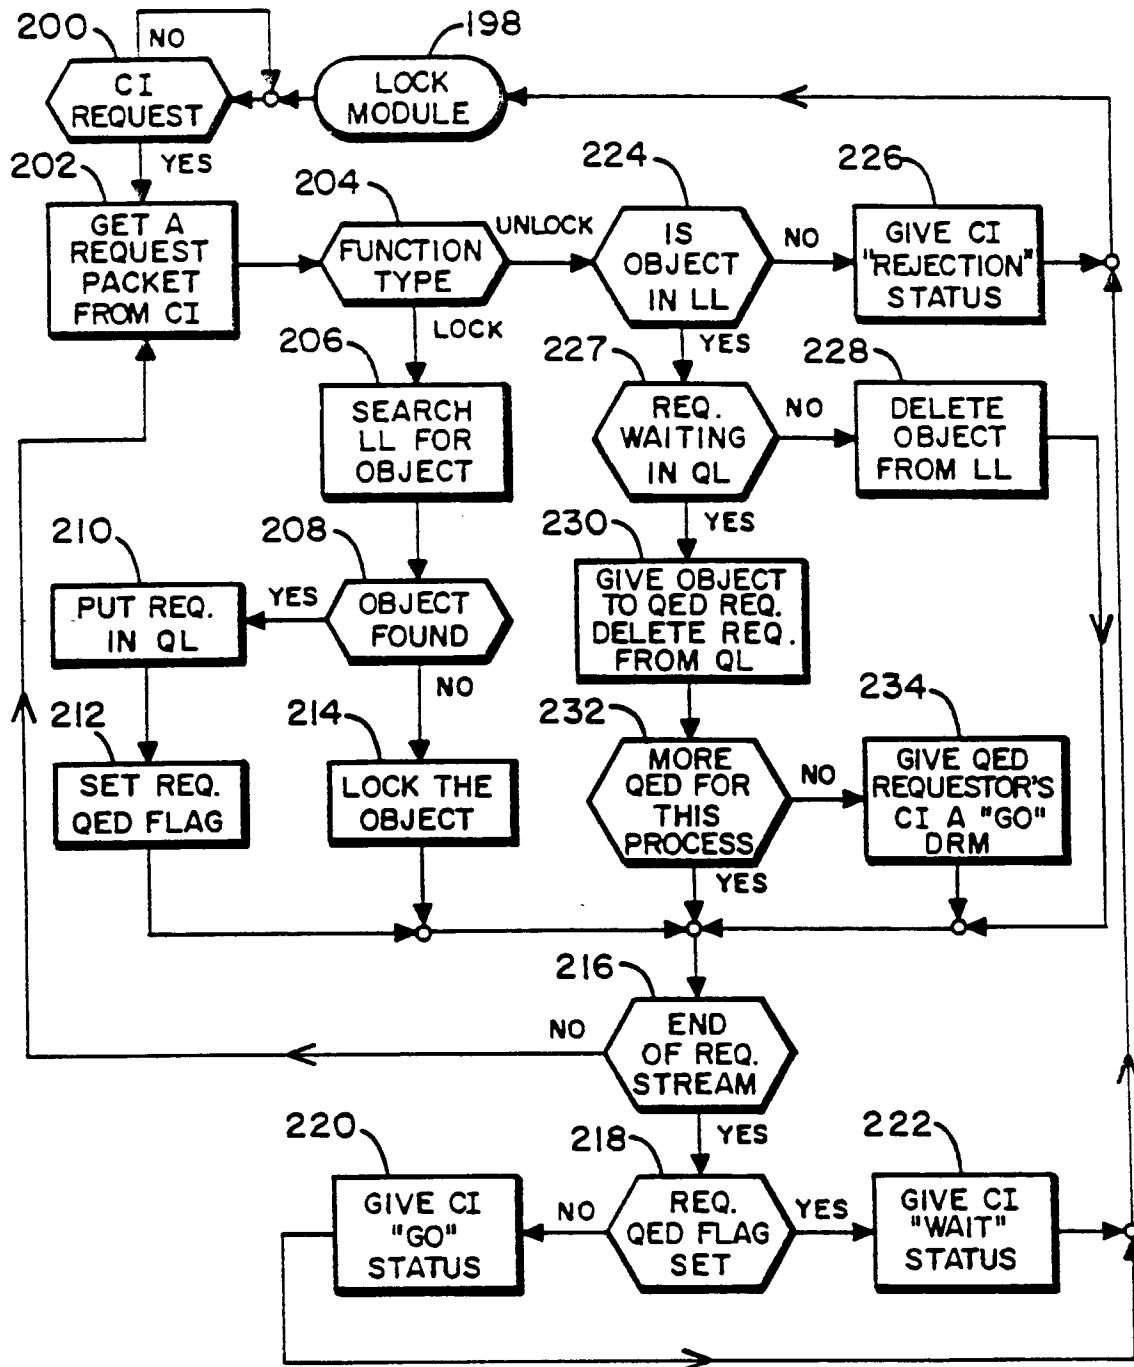 200
NO
198
CI
REQUEST
LOCK
MODULE
YES
202
GET A
REQUEST
PACKET
FROM CI
204
FUNCTION
TYPE
UNLOCK
LOCK
224
IS
OBJECT
IN LL
NO
YES
226
GIVE CI
"REJECTION"
STATUS
206
SEARCH
LL FOR
OBJECT
227
REQ.
WAITING
IN QL
NO
YES
228
DELETE
OBJECT
FROM LL
210
PUT REQ.
IN QL
YES
208
OBJECT
FOUND
NO
230
GIVE OBJECT
TO QED REQ.
DELETE REQ.
FROM QL
212
SET REQ.
QED FLAG
214
LOCK THE
OBJECT
232
MORE
QED FOR
THIS
PROCESS
NO
YES
234
GIVE QED
REQUESTOR'S
CI A "GO"
DRM
216
NO
END
OF REQ.
STREAM
YES
220
GIVE CI
"GO"
STATUS
NO
218
REQ.
QED FLAG
SET
YES
222
GIVE CI
"WAIT"
STATUS